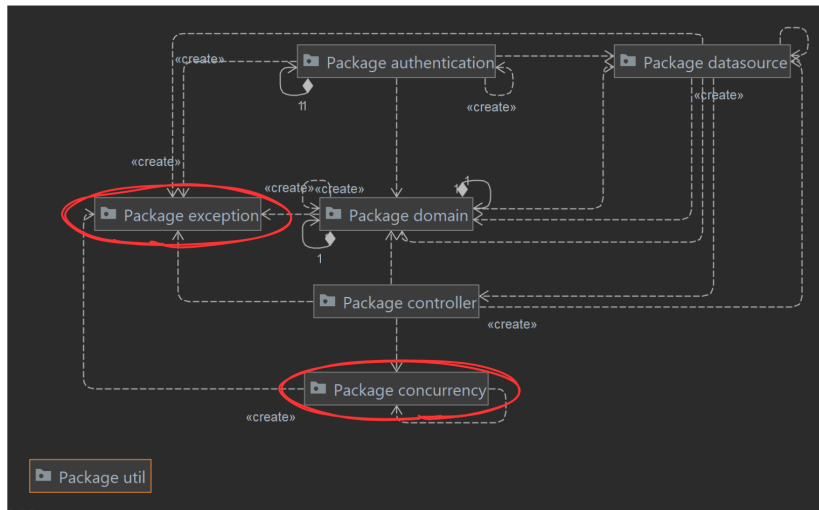 Package authentication
Package datasource
«create»
11
«create»
«create»
«create»
«create»
«create»
1
1
Package exception
Package domain
1
Package controller
«create»
Package concurrency
«create»
Package util